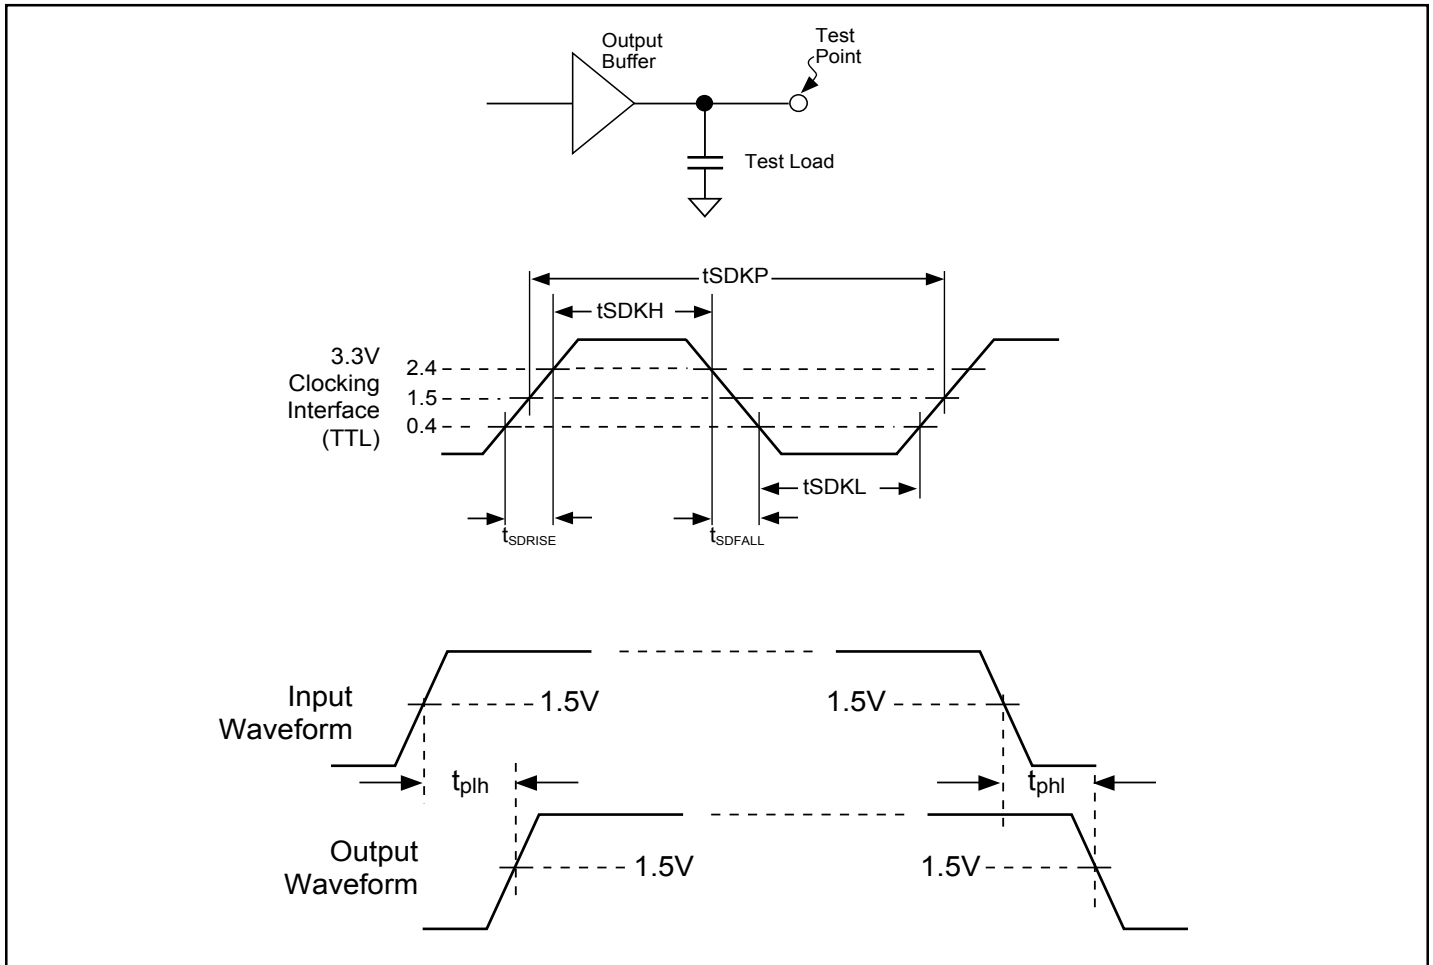 Output
Buffer
Test
Point
Test Load
tSDKP
tSDKH
3.3V
Clocking
Interface
(TTL)
2.4
1.5
0.4
tSDKL
tSDRISE
tSDFALL
Input
Waveform
1.5V
1.5V
tplh
tphl
Output
Waveform
1.5V
1.5V